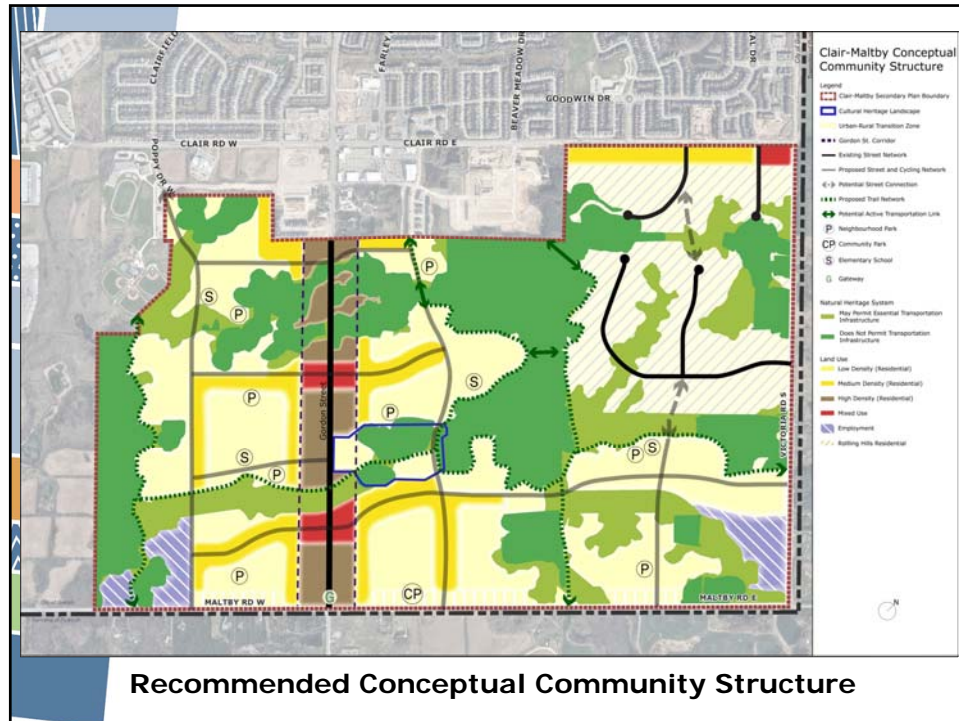 CLAIRFIELD
FARLEY
BEAVER MEADOW DR
GOODWIN DR
AL DR
CLAIR RD W
CLAIR RD E
POPPY DR W
S
P
P
P
Gordon Street
P
S
S
P
P
S
VICTORIA RD S
P
P
MALTBY RD W
G
CP
MALTBY RD E
Clair-Maltby Conceptual
Community Structure
Legend
Clair-Maltby Secondary Plan Boundary
Cultural Heritage Landscape
Urban-Rural Transition Zone
Gordon St. Corridor
Existing Street Network
Proposed Street and Cycling Network
Potential Street Connection
Proposed Trail Network
Potential Active Transportation Link
P Neighbourhood Park
CP Community Park
S Elementary School
G Gateway
Natural Heritage System
May Permit Essential Transportation
Infrastructure
Does Not Permit Transportation
Infrastructure
Land Use
Low Density (Residential)
Medium Density (Residential)
High Density (Residential)
Mixed Use
Employment
Rolling Hills Residential
N
Recommended Conceptual Community Structure